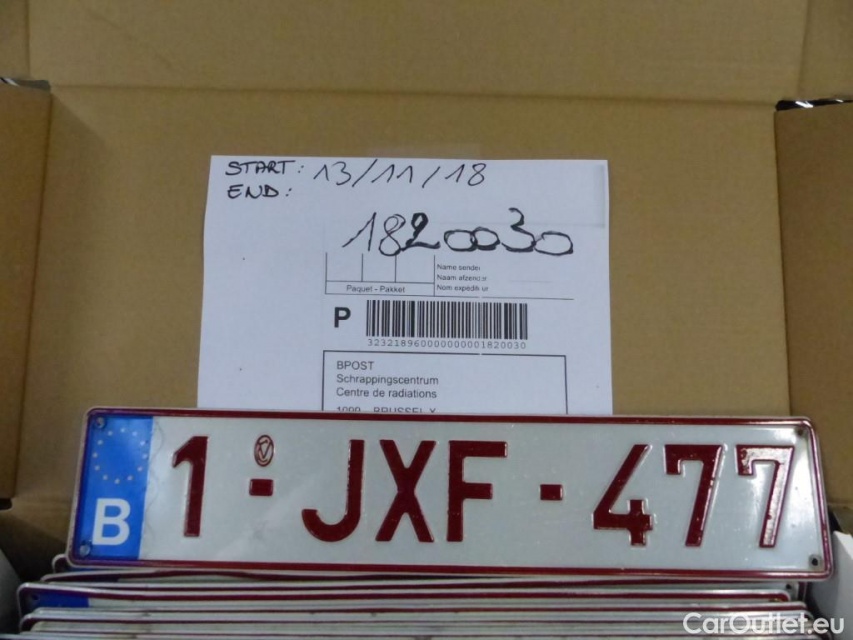 START: 13/11/18
END:
1820030
Name sender
Naam afzender
Paquet - Pakket
Nom expéditeur
P
323218960000000001820030
BPOST
Schrappingscentrum
Centre de radiations
B
1-JXF-477
CarOutlet.eu